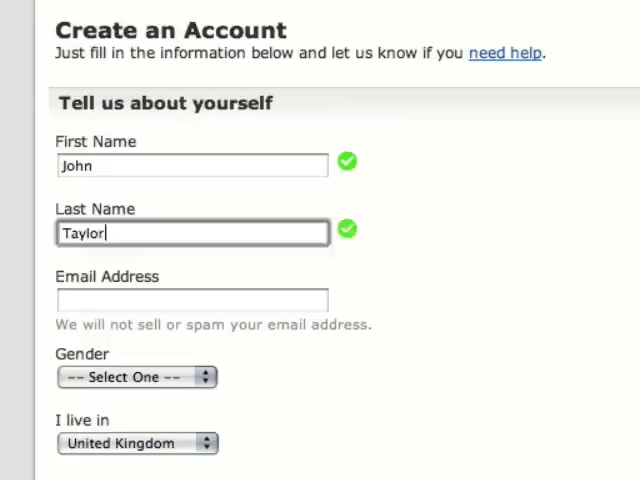 Create an Account
Just fill in the information below and let us know if you need help.
Tell us about yourself
First Name
John
Last Name
Taylor
Email Address
We will not sell or spam your email address.
Gender
-- Select One --
I live in
United Kingdom